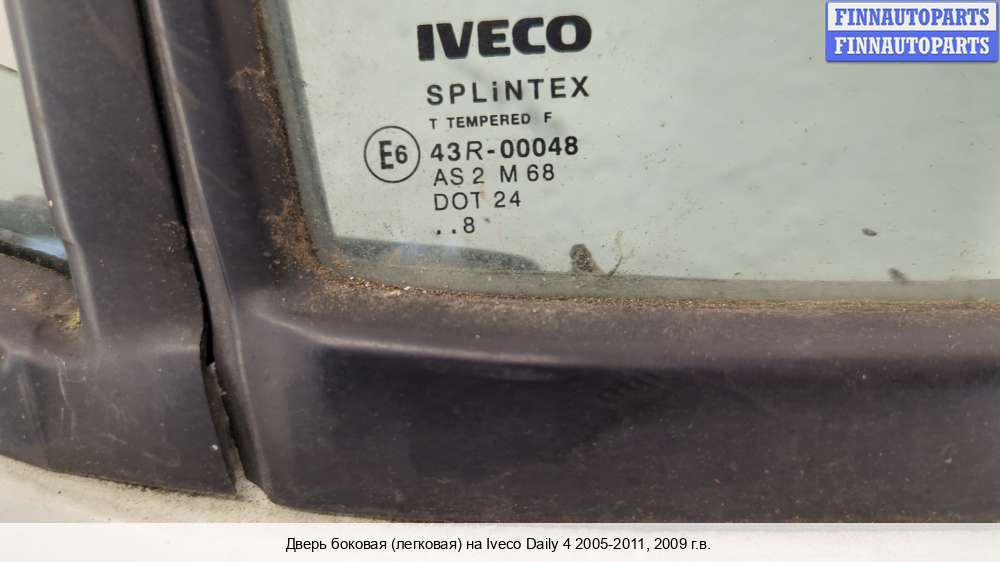 FINNAUTOPARTS
FINNAUTOPARTS
IVECO
SPLiNTEX
T TEMPERED F
E6 43R-00048
AS 2 M 68
DOT 24
..8
Дверь боковая (легковая) на Iveco Daily 4 2005-2011, 2009 г.в.